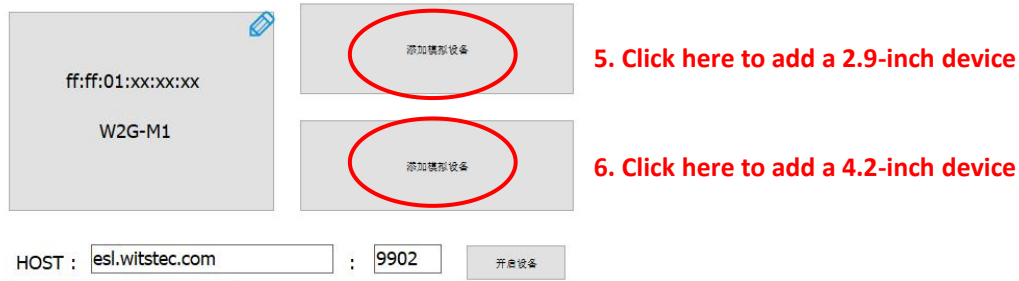 添加模拟设备
5. Click here to add a 2.9-inch device
ff:ff:01:xx:xx:xx
W2G-M1
添加模拟设备
6. Click here to add a 4.2-inch device
HOST : esl.witstec.com : 9902 开启设备